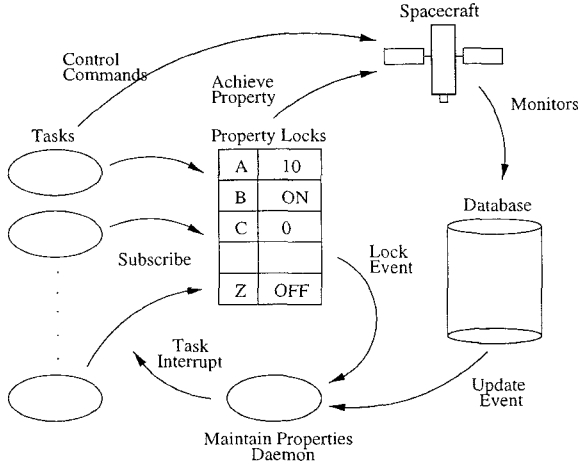 Spacecraft
Control
Commands
Achieve
Property
Monitors
Tasks
Property Locks
A 10
B ON
C 0
Z OFF
Database
Subscribe
Lock
Event
Task
Interrupt
Update
Event
Maintain Properties
Daemon